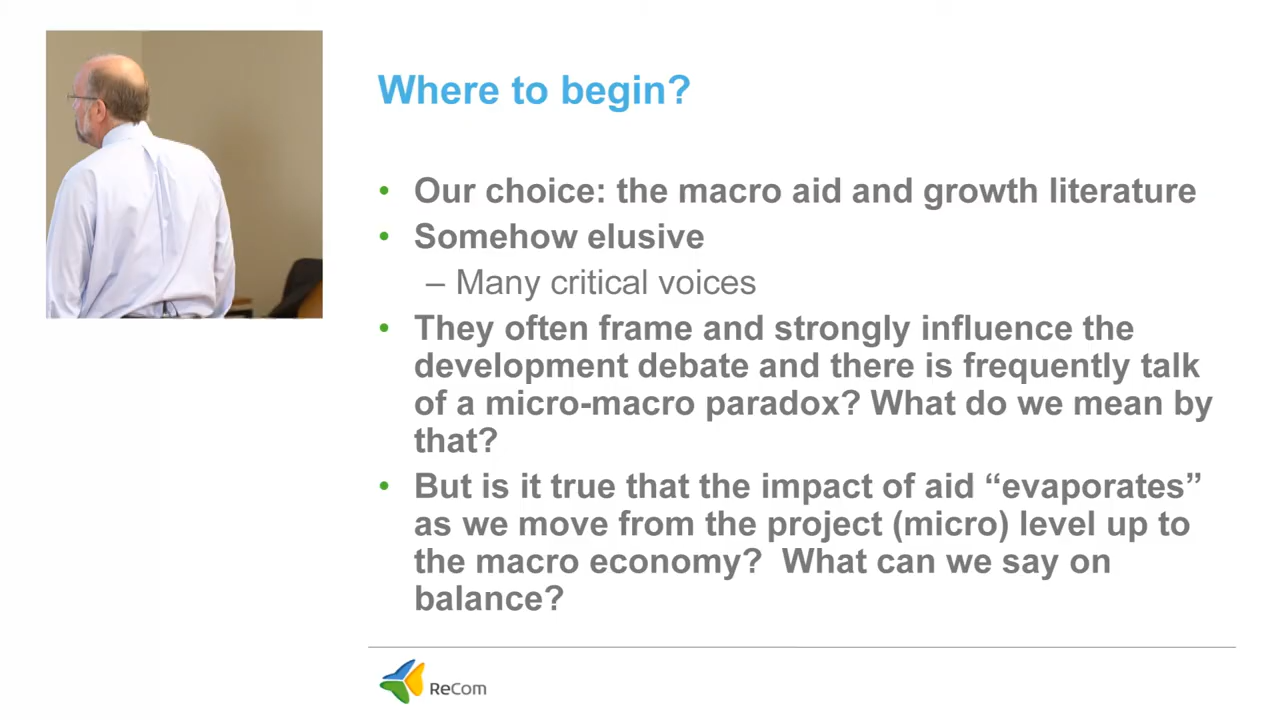 Where to begin?
• Our choice: the macro aid and growth literature
• Somehow elusive
– Many critical voices
• They often frame and strongly influence the
development debate and there is frequently talk
of a micro-macro paradox? What do we mean by
that?
• But is it true that the impact of aid “evaporates”
as we move from the project (micro) level up to
the macro economy?  What can we say on
balance?
ReCom